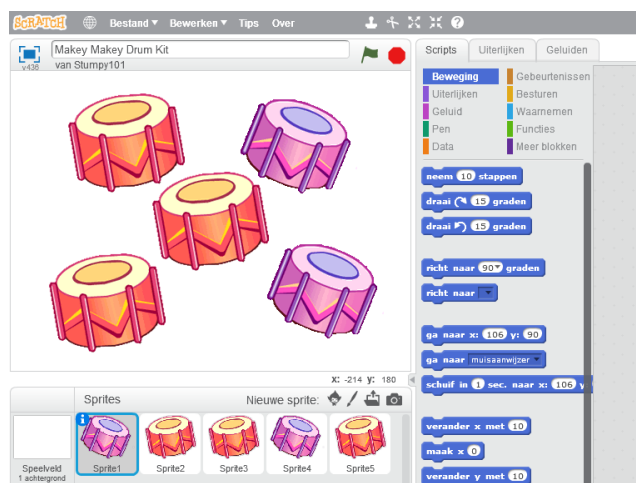 SCRATCH Bestand Bewerken Tips Over
Makey Makey Drum Kit
v438 van Stumpy101
Scripts Uiterlijken Geluiden
Beweging Gebeurtenissen
Uiterlijken Besturen
Geluid Waarnemen
Pen Functies
Data Meer blokken
neem 10 stappen
draai 15 graden
draai 15 graden
richt naar 90 graden
richt naar
ga naar x: 106 y: 90
ga naar muisaanwijzer
schuif in 1 sec. naar x: 106 y
verander x met 10
maak x 0
verander y met 10
x: -214 y: 180
Sprites Nieuwe sprite:
Speelveld
1 achtergrond
Sprite1 Sprite2 Sprite3 Sprite4 Sprite5